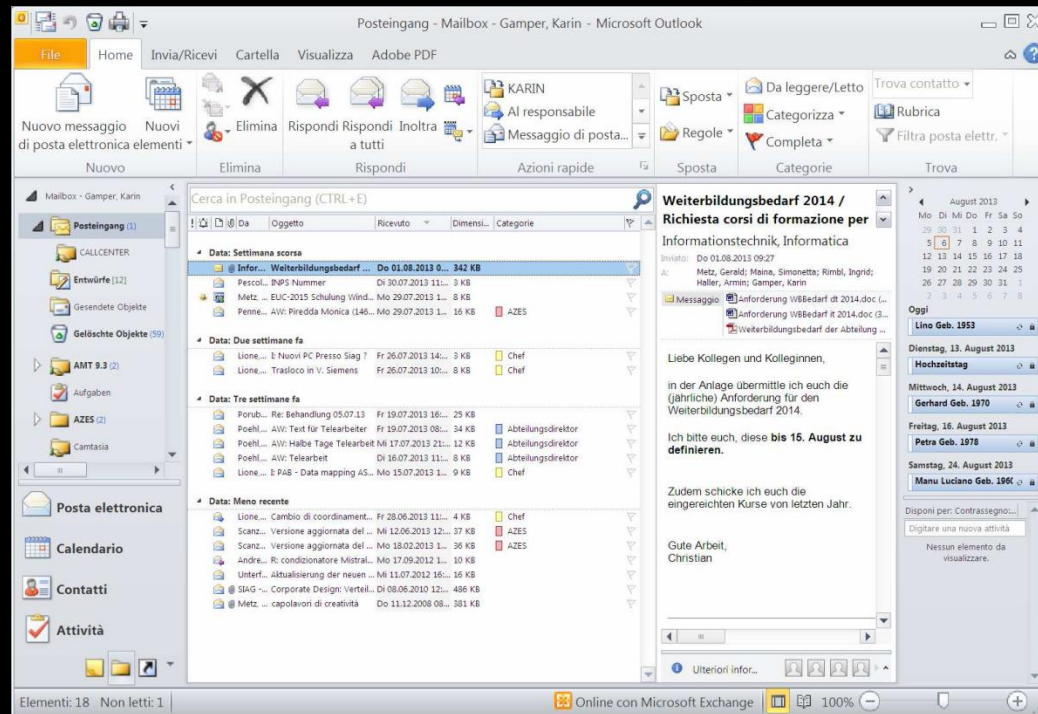 Posteingang - Mailbox - Gamper, Karin - Microsoft Outlook
File Home Invia/Ricevi Cartella Visualizza Adobe PDF
Nuovo messaggio di posta elettronica
Nuovi elementi
Nuovo
Elimina
Elimina
Rispondi
Rispondi a tutti
Inoltra
Rispondi
KARIN
Al responsabile
Messaggio di posta...
Azioni rapide
Sposta
Regole
Sposta
Da leggere/Letto
Categorizza
Completa
Categorie
Trova contatto
Rubrica
Filtra posta elettr.
Trova
Mailbox - Gamper, Karin
Posteingang (1)
CALLCENTER
Entwürfe [12]
Gesendete Objekte
Gelöschte Objekte (59)
AMT 9.3 (2)
Aufgaben
AZES (2)
Camtasia
Posta elettronica
Calendario
Contatti
Attività
Cerca in Posteingang (CTRL+E)
Da Oggetto Ricevuto Dimensi... Categorie
Data: Settimana scorsa
Infor... Weiterbildungsbedarf ... Do 01.08.2013 0... 342 KB
Pescol... INPS Nummer Di 30.07.2013 11:... 3 KB
Metz, ... EUC-2015 Schulung Wind... Mo 29.07.2013 1... 8 KB
Penne... AW: Piredda Monica (146... Mo 29.07.2013 1... 16 KB AZES
Data: Due settimane fa
Lione,... I: Nuovi PC Presso Siag ? Fr 26.07.2013 14:... 3 KB Chef
Lione,... Trasloco in V. Siemens Fr 26.07.2013 10:... 8 KB Chef
Data: Tre settimane fa
Porub... Re: Behandlung 05.07.13 Fr 19.07.2013 16:... 25 KB
Poehl,... AW: Text für Telearbeiter Fr 19.07.2013 08:... 34 KB Abteilungsdirektor
Poehl,... AW: Halbe Tage Telearbeit Mi 17.07.2013 21:... 12 KB Abteilungsdirektor
Poehl,... AW: Telearbeit Di 16.07.2013 11:... 8 KB Abteilungsdirektor
Lione,... I: PAB - Data mapping AS... Mo 15.07.2013 1... 9 KB Chef
Data: Meno recente
Lione,... Cambio di coordinament... Fr 28.06.2013 11:... 4 KB Chef
Scanz... Versione aggiornata del ... Mi 12.06.2013 12:... 37 KB AZES
Scanz... Versione aggiornata del ... Mo 18.02.2013 1... 36 KB AZES
Andre... R: condizionatore Mistral... Mo 17.09.2012 1... 10 KB
Unterf... Aktualisierung der neuen ... Mi 11.07.2012 16:... 16 KB
SIAG -... Corporate Design: Verteil... Di 08.06.2010 12:... 486 KB
Metz, ... capolavori di creatività Do 11.12.2008 08... 381 KB
Weiterbildungsbedarf 2014 /
Richiesta corsi di formazione per
Informationstechnik, Informatica
Inviato: Do 01.08.2013 09:27
A: Metz, Gerald; Maina, Simonetta; Rimbl, Ingrid;
Haller, Armin; Gamper, Karin
Messaggio Anforderung WBBedarf dt 2014.doc (...
Anforderung WBBedarf it 2014.doc (3...
Weiterbildungsbedarf der Abteilung ...
Liebe Kollegen und Kolleginnen,
in der Anlage übermittle ich euch die
(jährliche) Anforderung für den
Weiterbildungsbedarf 2014.
Ich bitte euch, diese bis 15. August zu
definieren.
Zudem schicke ich euch die
eingereichten Kurse von letzten Jahr.
Gute Arbeit,
Christian
Ulteriori infor...
August 2013
Mo Di Mi Do Fr Sa So
29 30 31 1 2 3 4
5 6 7 8 9 10 11
12 13 14 15 16 17 18
19 20 21 22 23 24 25
26 27 28 29 30 31 1
2 3 4 5 6 7 8
Oggi
Lino Geb. 1953
Dienstag, 13. August 2013
Hochzeitstag
Mittwoch, 14. August 2013
Gerhard Geb. 1970
Freitag, 16. August 2013
Petra Geb. 1978
Samstag, 24. August 2013
Manu Luciano Geb. 196
Disponi per: Contrassegno:...
Digitare una nuova attività
Nessun elemento da
visualizzare.
Elementi: 18 Non letti: 1
Online con Microsoft Exchange
100%